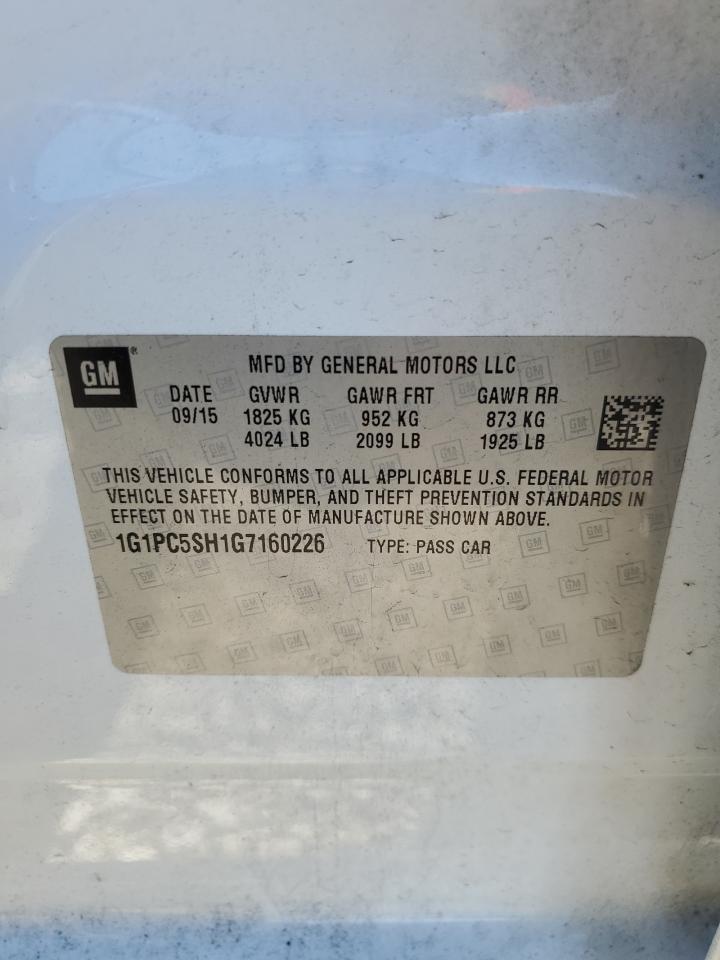 GM®
MFD BY GENERAL MOTORS LLC
DATE GVWR GAWR FRT GAWR RR
09/15 1825 KG 952 KG 873 KG
4024 LB 2099 LB 1925 LB
THIS VEHICLE CONFORMS TO ALL APPLICABLE U.S. FEDERAL MOTOR
VEHICLE SAFETY, BUMPER, AND THEFT PREVENTION STANDARDS IN
EFFECT ON THE DATE OF MANUFACTURE SHOWN ABOVE.
1G1PC5SH1G7160226 TYPE: PASS CAR